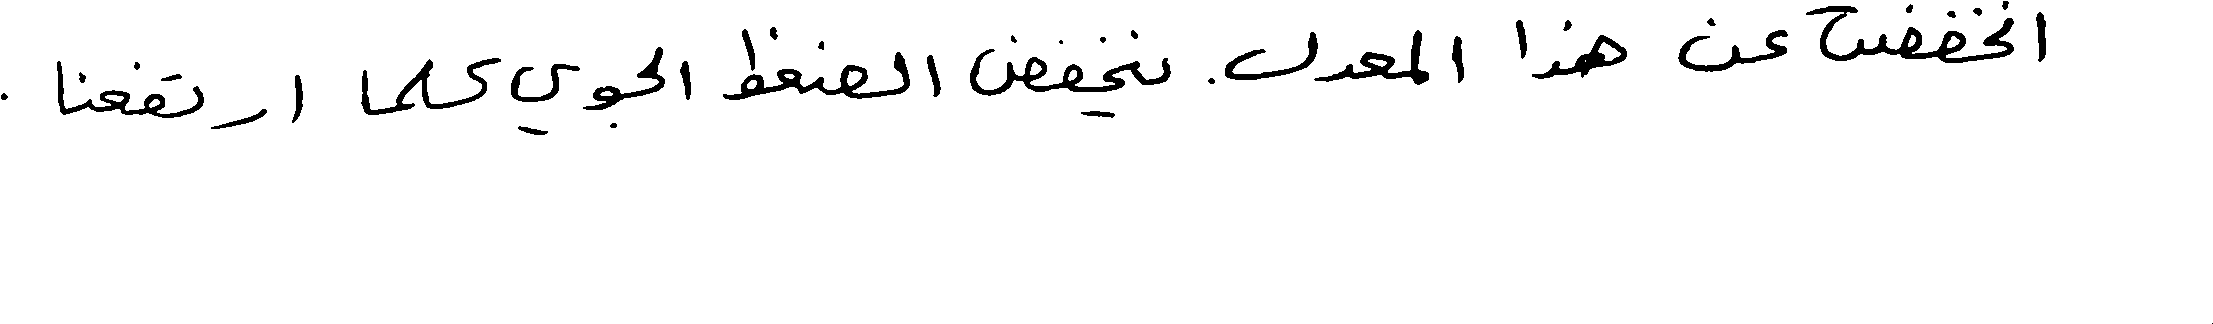 انخفضت عن هذا المعدل. ينخفض الضغط الجوي كلما ارتفعنا .